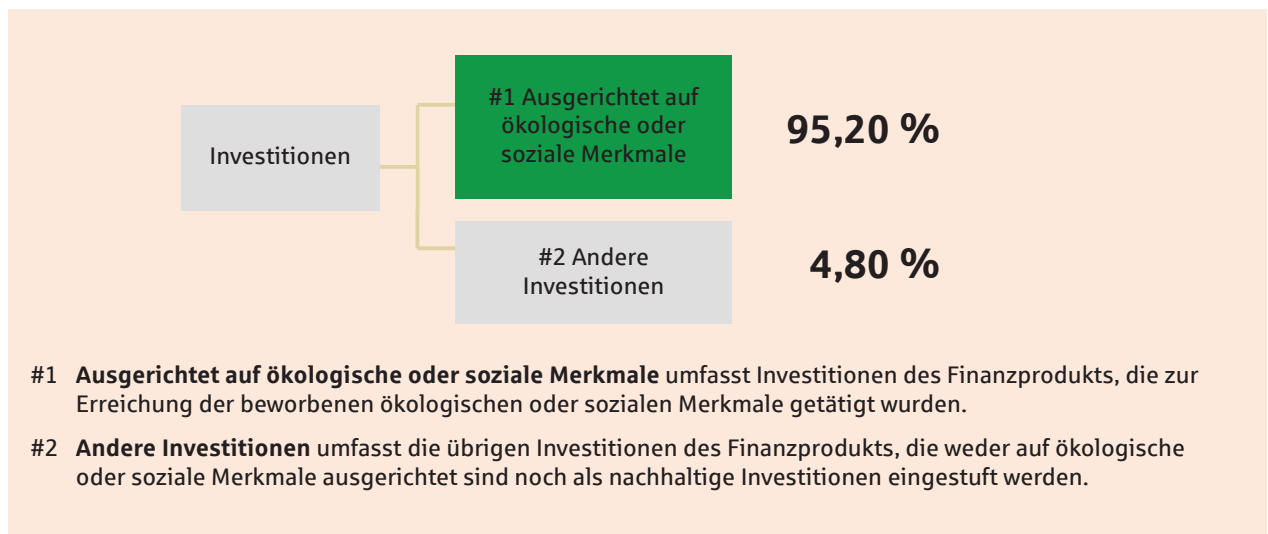 #1 Ausgerichtet auf
ökologische oder
soziale Merkmale
95,20 %
Investitionen
#2 Andere
Investitionen
4,80 %
#1 Ausgerichtet auf ökologische oder soziale Merkmale umfasst Investitionen des Finanzprodukts, die zur
Erreichung der beworbenen ökologischen oder sozialen Merkmale getätigt wurden.
#2 Andere Investitionen umfasst die übrigen Investitionen des Finanzprodukts, die weder auf ökologische
oder soziale Merkmale ausgerichtet sind noch als nachhaltige Investitionen eingestuft werden.